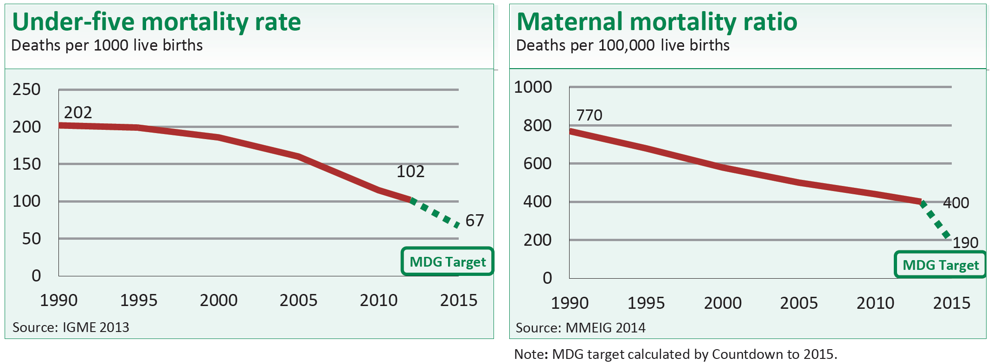 Under-five mortality rate
Deaths per 1000 live births
250
200
150
100
50
0
202
102
67
MDG Target
1990 1995 2000 2005 2010 2015
Source: IGME 2013
Maternal mortality ratio
Deaths per 100,000 live births
1000
800
600
400
200
0
770
400
190
MDG Target
1990 1995 2000 2005 2010 2015
Source: MMEIG 2014
Note: MDG target calculated by Countdown to 2015.